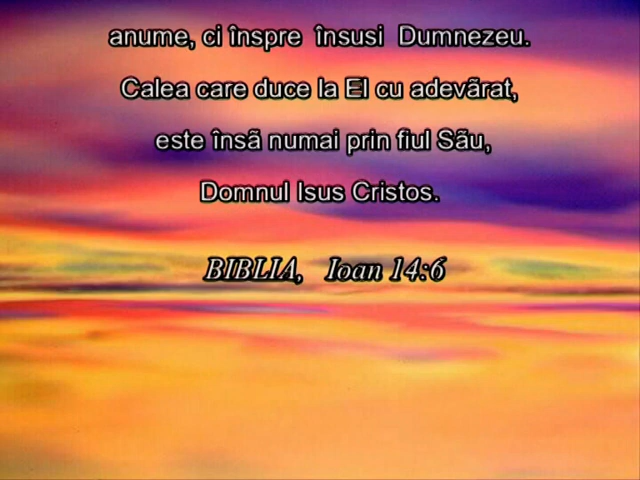 anume, ci înspre însusi Dumnezeu.
Calea care duce la El cu adevãrat,
este însã numai prin fiul Sãu,
Domnul Isus Cristos.
BIBLIA, Ioan 14:6